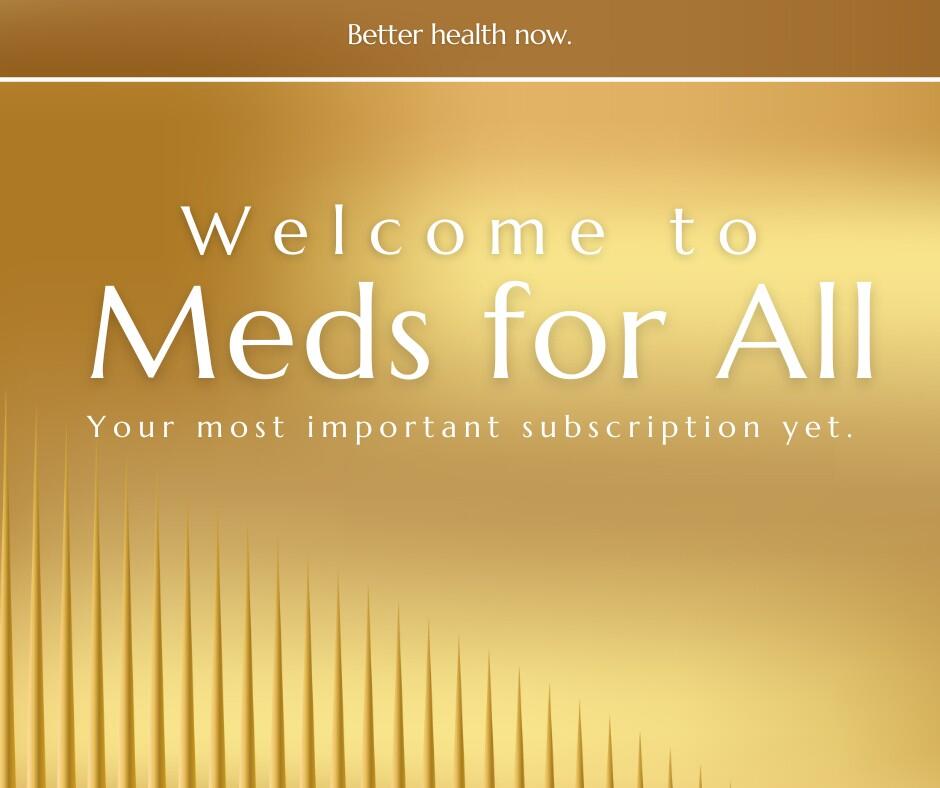 Better health now.
Welcome to
Meds for All
Your most important subscription yet.